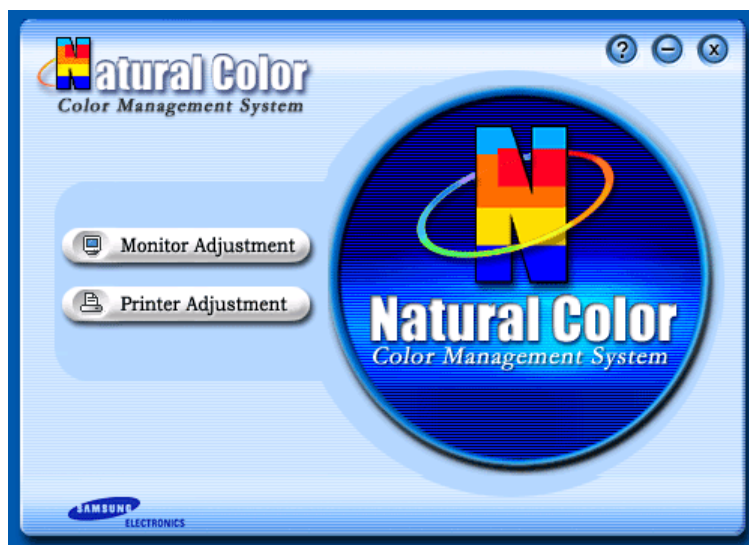 Natural Color
Color Management System
?
x
Monitor Adjustment
Printer Adjustment
N
Natural Color
Color Management System
SAMSUNG
ELECTRONICS